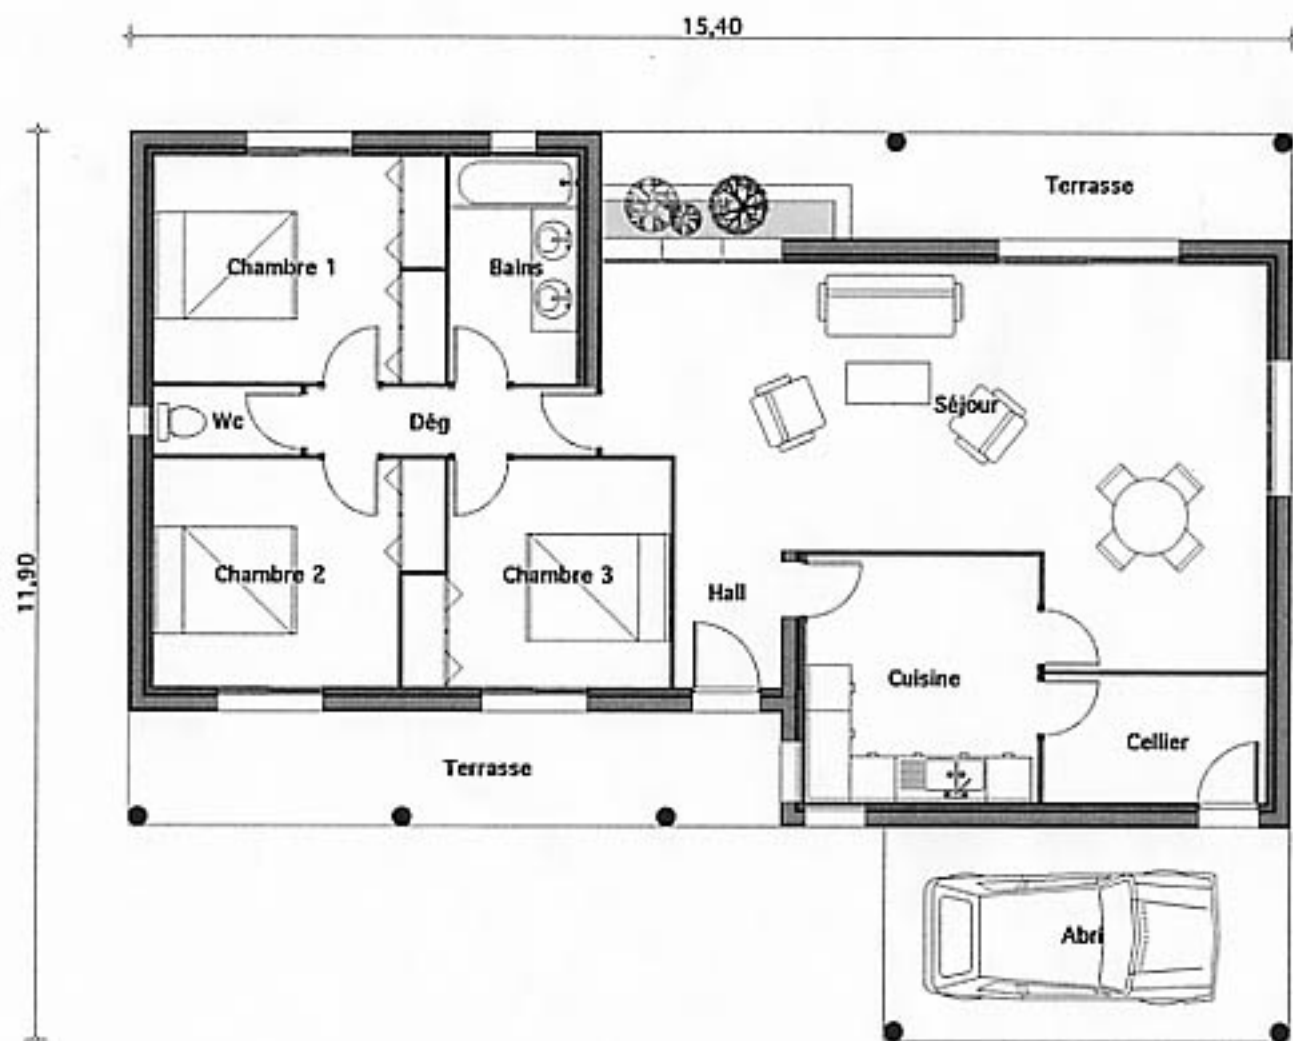 15,40
Terrasse
Chambre 1
Bains
Séjour
Wc
Dég
11,90
Chambre 2
Chambre 3
Hall
Cuisine
Cellier
Terrasse
Abri